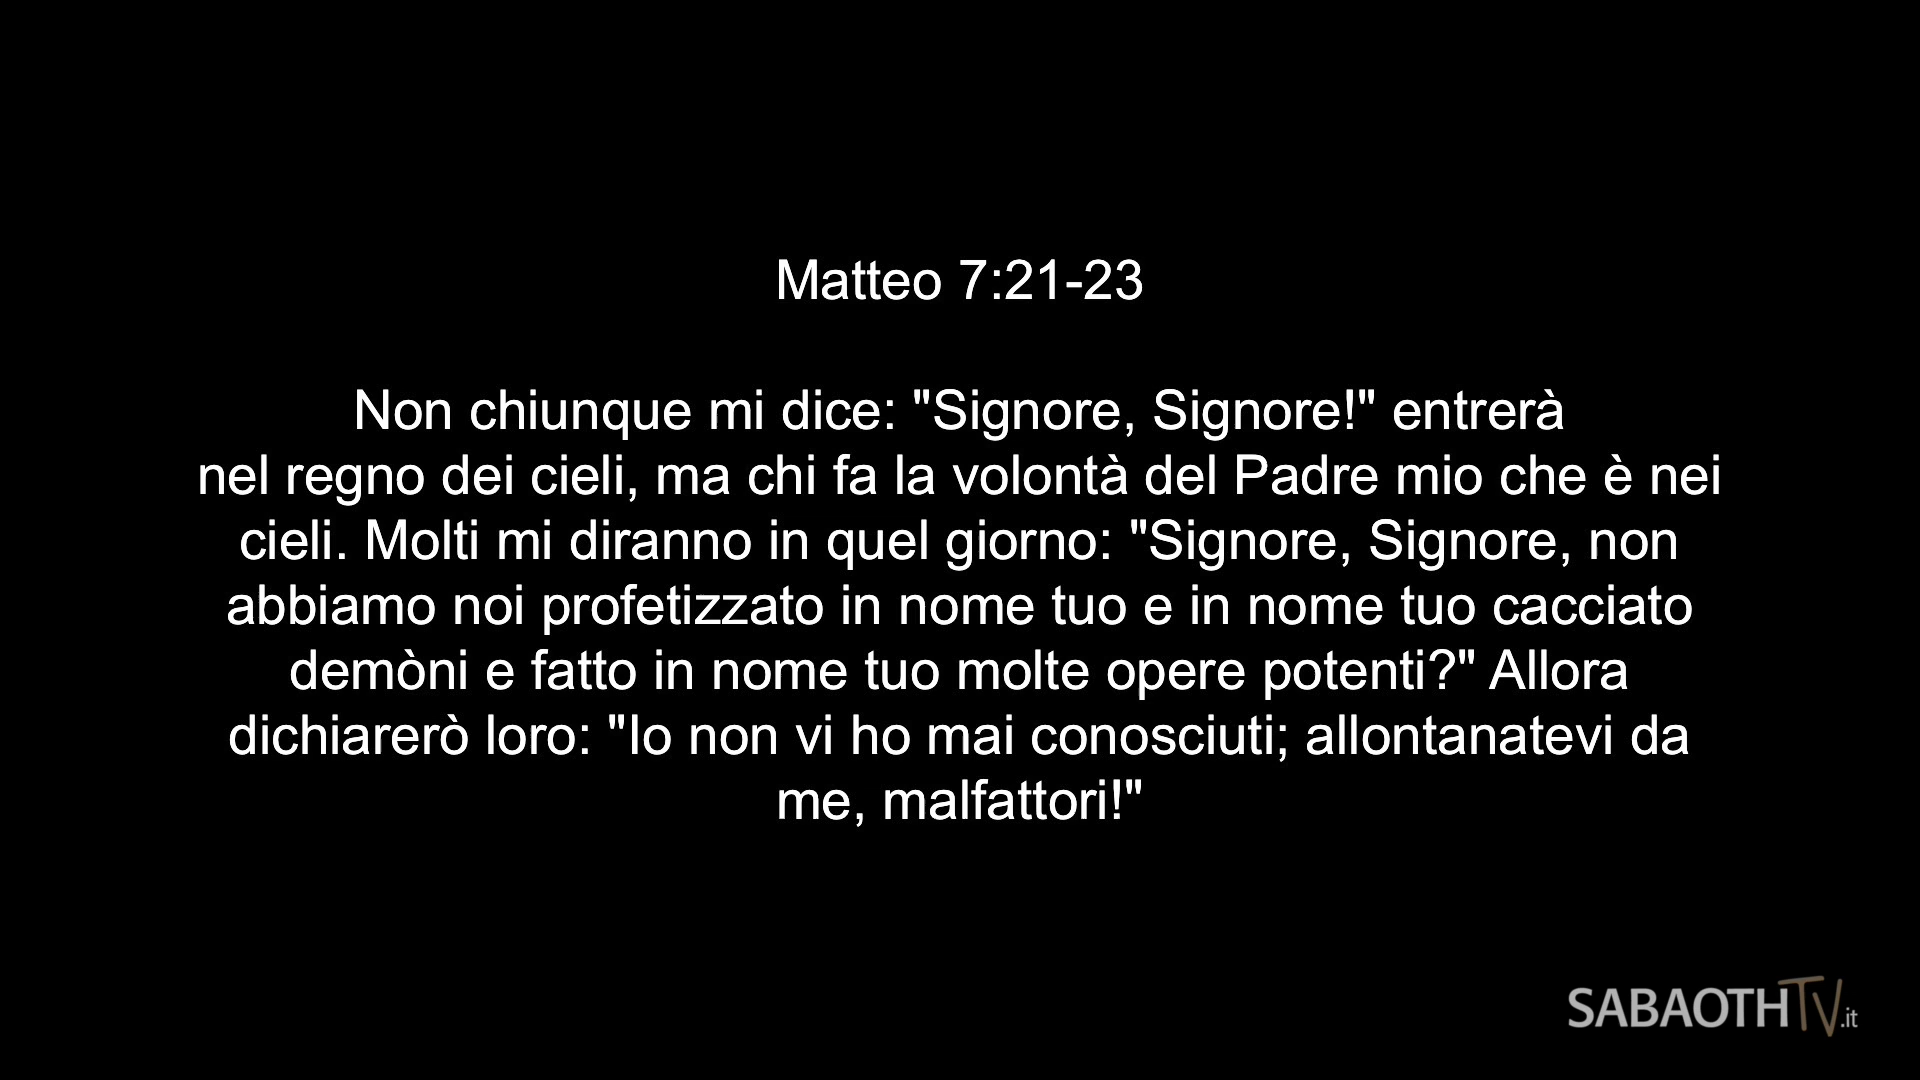 Matteo 7:21-23
Non chiunque mi dice: "Signore, Signore!" entrerà
nel regno dei cieli, ma chi fa la volontà del Padre mio che è nei
cieli. Molti mi diranno in quel giorno: "Signore, Signore, non
abbiamo noi profetizzato in nome tuo e in nome tuo cacciato
demòni e fatto in nome tuo molte opere potenti?" Allora
dichiarerò loro: "Io non vi ho mai conosciuti; allontanatevi da
me, malfattori!"
SABAOTHTV.it